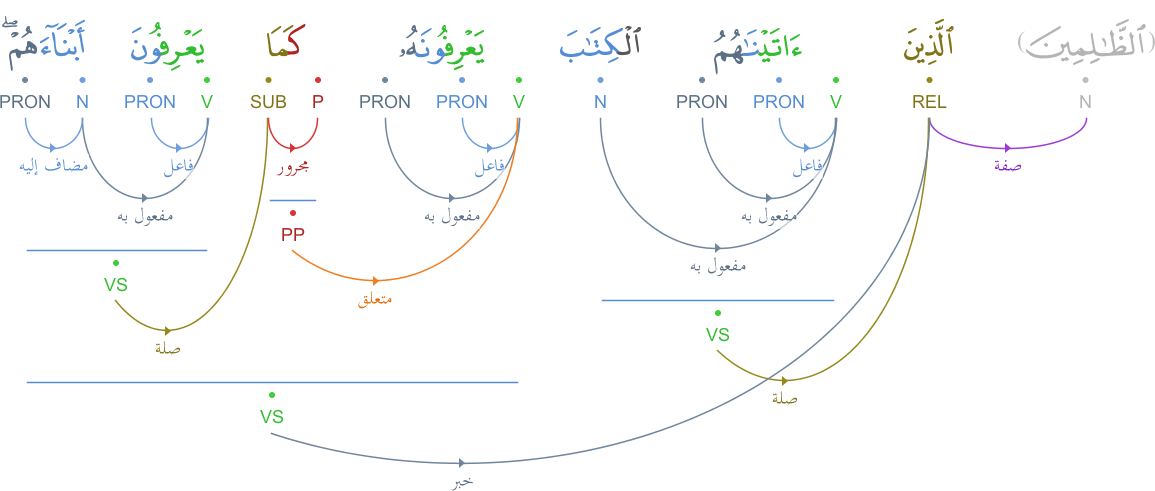 (ٱلظَّـٰلِمِينَ) ٱلَّذِينَ ءَاتَيْنَـٰهُمُ ٱلْكِتَـٰبَ يَعْرِفُونَهُۥ كَمَا يَعْرِفُونَ أَبْنَآءَهُمْ ۖ
N REL V PRON PRON N V PRON PRON P SUB V PRON N PRON
صفة فاعل فاعل مجرور فاعل مضاف إليه
مفعول به مفعول به مفعول به
PP
مفعول به
VS متعلق
VS
صلة
صلة
VS
خبر